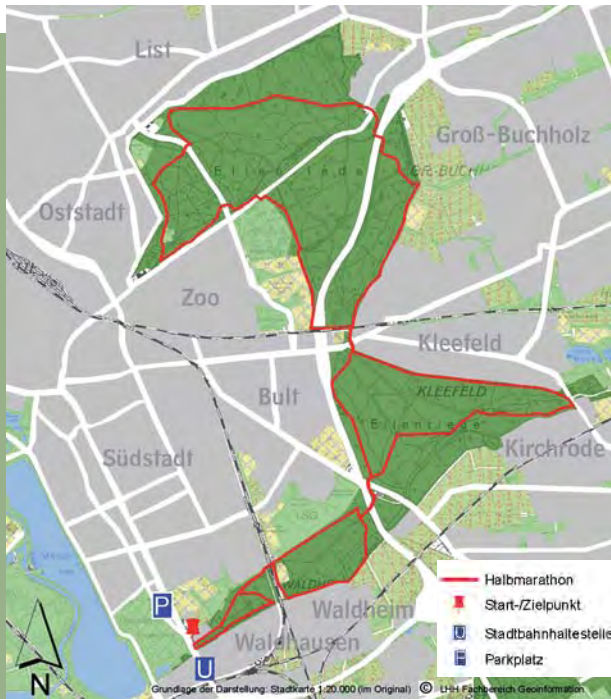 List
Groß-Buchholz
Eilenriede
GR.-BUCH
Oststadt
Zoo
Kleefeld
KLEEFELD
Bult
Eilenriede
Kirchrode
Südstadt
Waldheim
Waldhausen
P
U
N
Halbmarathon
Start-/Zielpunkt
U Stadtbahnhaltestelle
P Parkplatz
Grundlage der Darstellung: Stadtkarte 1:20.000 (im Original) © LHH Fachbereich Geoinformation